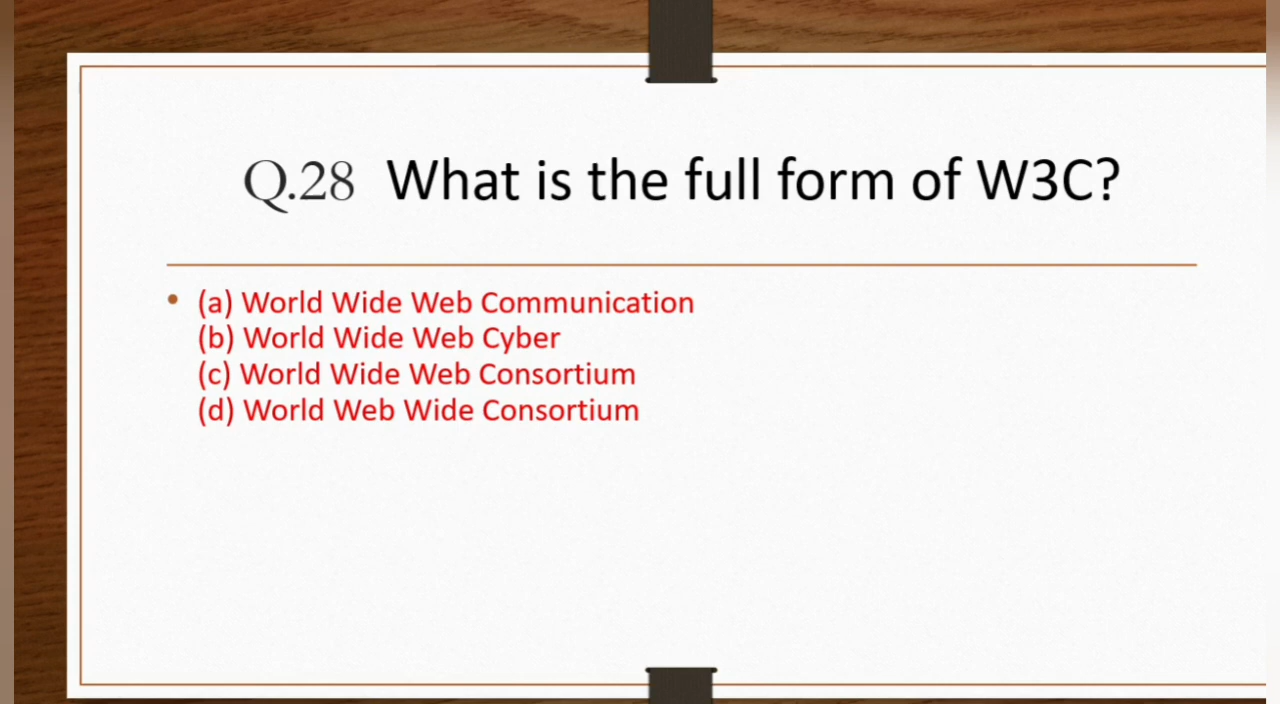 Q.28 What is the full form of W3C?
• (a) World Wide Web Communication
(b) World Wide Web Cyber
(c) World Wide Web Consortium
(d) World Web Wide Consortium